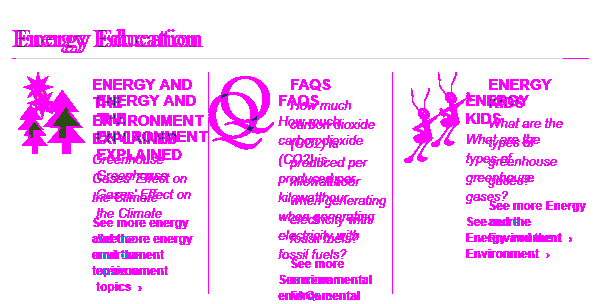 Energy Education
ENERGY AND
THE
ENVIRONMENT
EXPLAINED
Greenhouse
Gases' Effect on
the Climate
See more energy
and the
environment
topics ›
FAQS
How much
carbon dioxide
(CO2) is
produced per
kilowatthour
when generating
electricity with
fossil fuels?
See more
environmental
FAQs
ENERGY
KIDS
What are the
types of
greenhouse
gases?
See more Energy
and the
Environment ›